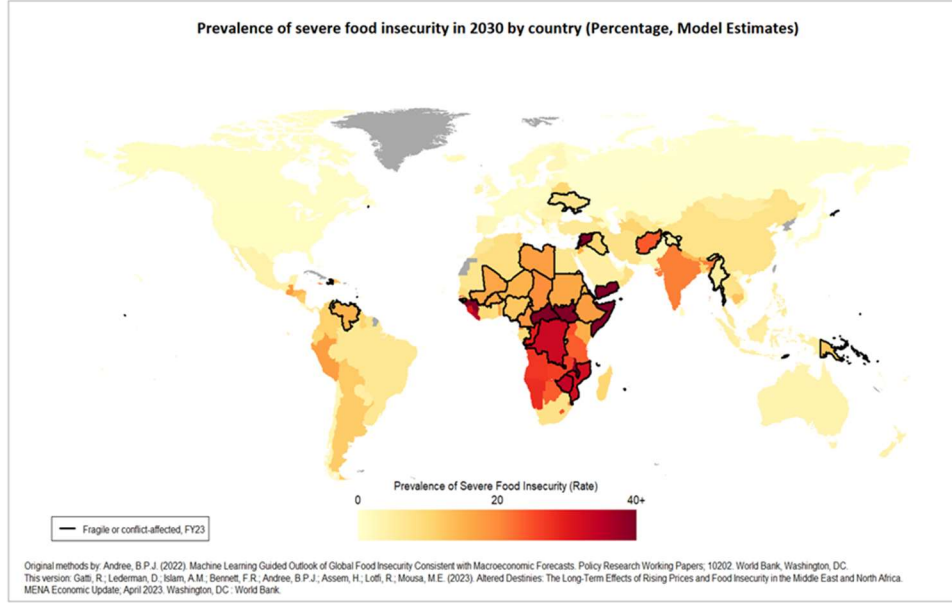 Prevalence of severe food insecurity in 2030 by country (Percentage, Model Estimates)
Prevalence of Severe Food Insecurity (Rate)
0 20 40+
Fragile or conflict-affected, FY23
Original methods by: Andree, B.P.J. (2022). Machine Learning Guided Outlook of Global Food Insecurity Consistent with Macroeconomic Forecasts. Policy Research Working Papers; 10202. World Bank, Washington, DC.
This version: Gatti, R.; Lederman, D.; Islam, A.M.; Bennett, F.R.; Andree, B.P.J.; Assem, H.; Lotfi, R.; Mousa, M.E. (2023). Altered Destinies: The Long-Term Effects of Rising Prices and Food Insecurity in the Middle East and North Africa.
MENA Economic Update; April 2023. Washington, DC : World Bank.